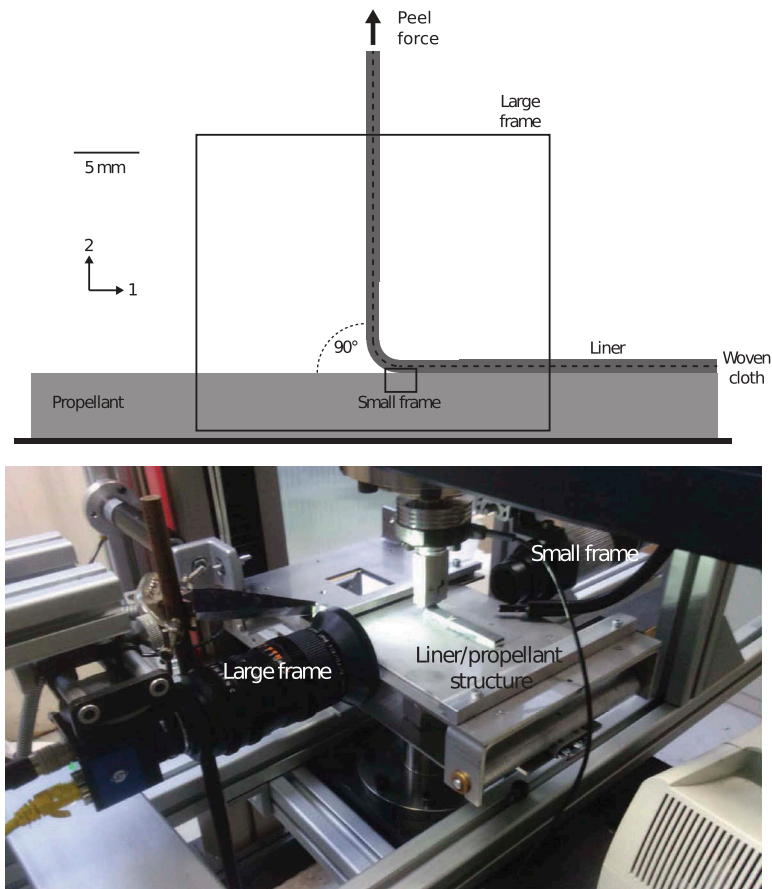 Peel
force
Large
frame
5 mm
2
1
90°
Liner
Woven
cloth
Propellant
Small frame
Small frame
Large frame
Liner/propellant
structure